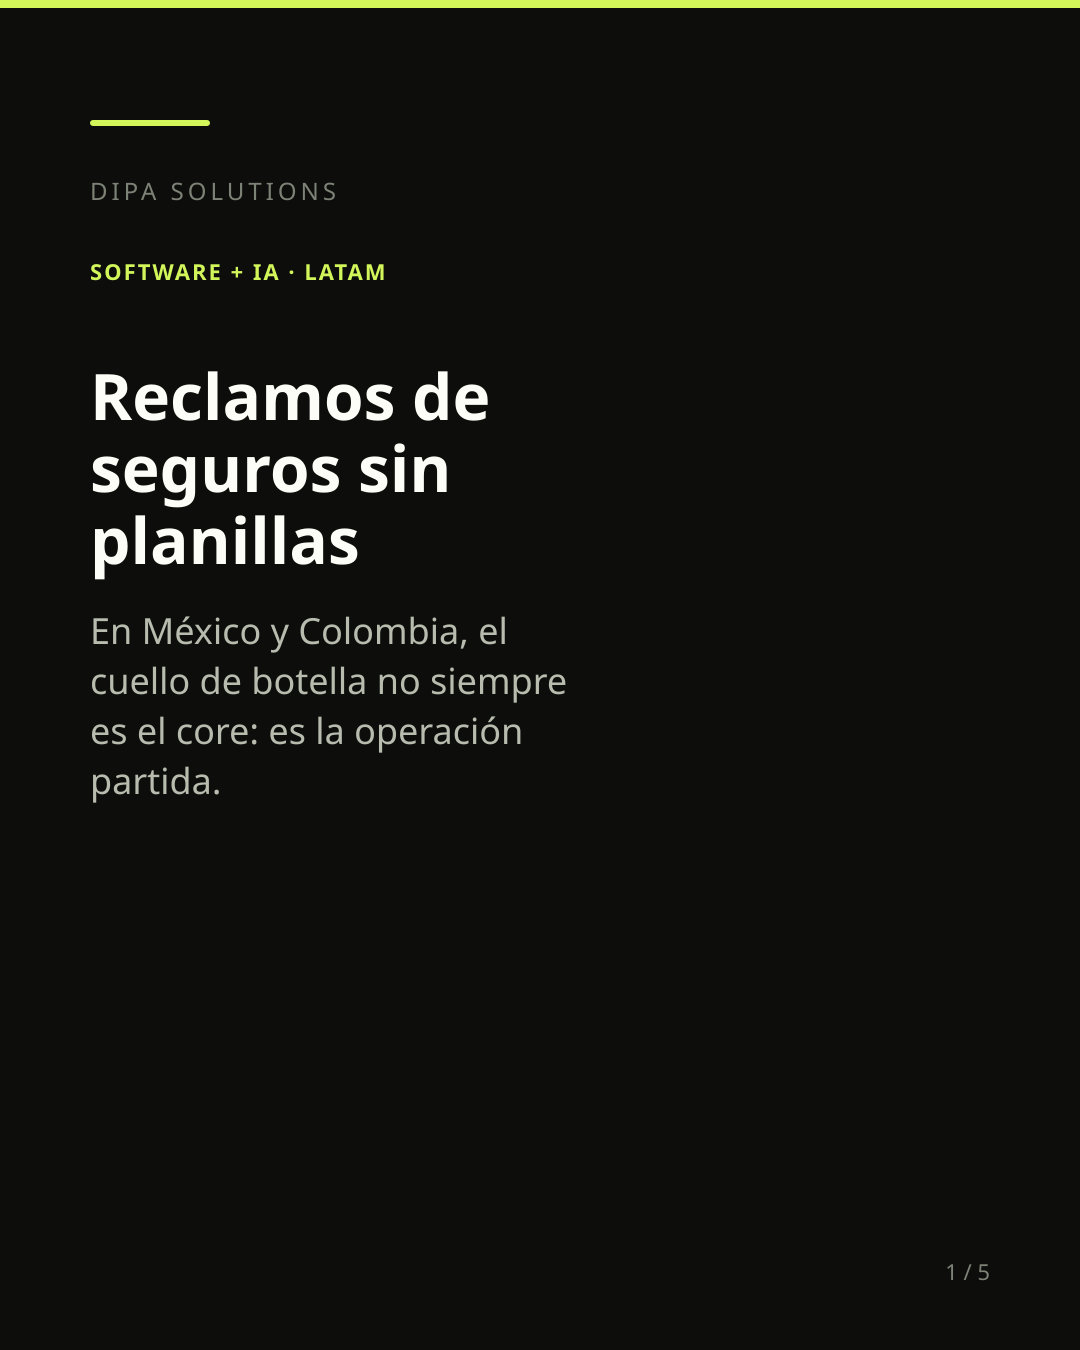 DIPA SOLUTIONS
SOFTWARE + IA · LATAM
Reclamos de
seguros sin
planillas
En México y Colombia, el
cuello de botella no siempre
es el core: es la operación
partida.
1 / 5